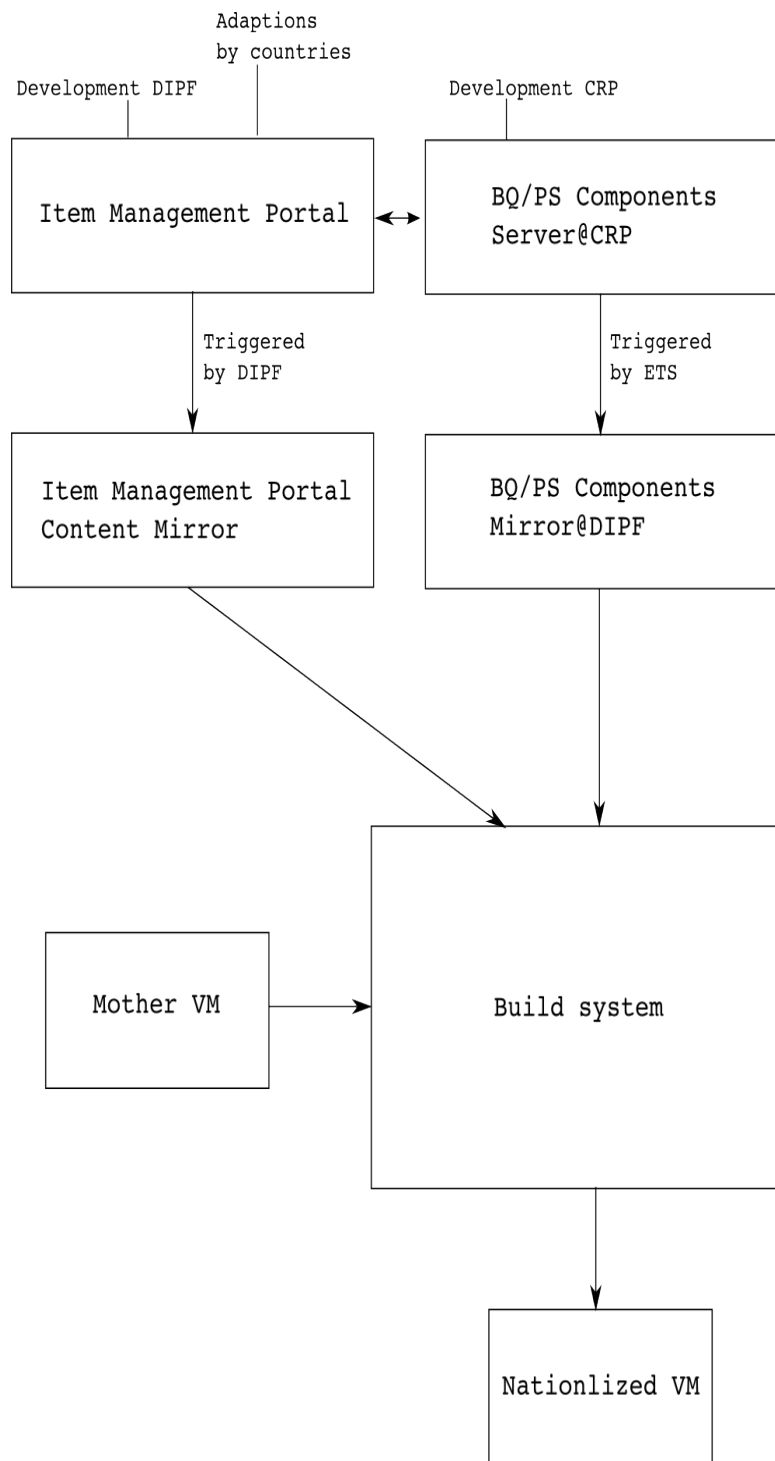 Adaptions
by countries
Development DIPF
Development CRP
Item Management Portal
BQ/PS Components
Server@CRP
Triggered
by DIPF
Triggered
by ETS
Item Management Portal
Content Mirror
BQ/PS Components
Mirror@DIPF
Mother VM
Build system
Nationlized VM